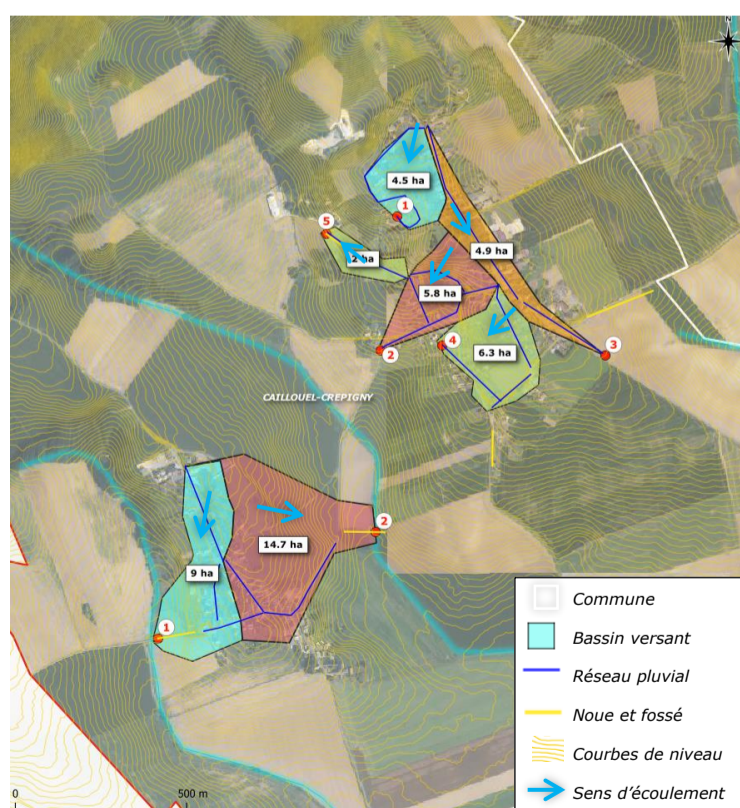 N
4.5 ha
1
5
4.9 ha
2 ha
5.8 ha
2
4
6.3 ha
3
CAILLOUEL-CREPIGNY
2
14.7 ha
9 ha
1
Commune
Bassin versant
Réseau pluvial
Noue et fossé
Courbes de niveau
Sens d'écoulement
0
500 m